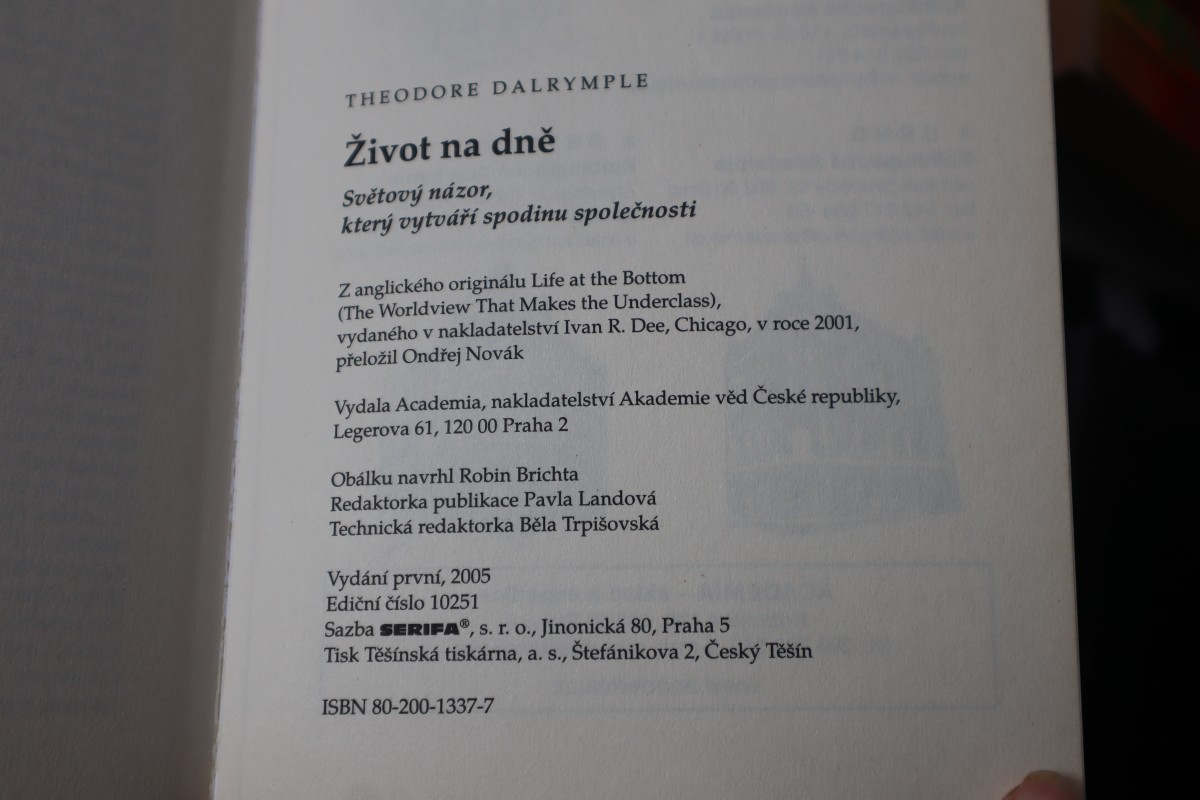 THEODORE DALRYMPLE
Život na dně
Světový názor,
který vytváří spodinu společnosti
Z anglického originálu Life at the Bottom
(The Worldview That Makes the Underclass),
vydaného v nakladatelství Ivan R. Dee, Chicago, v roce 2001,
přeložil Ondřej Novák
Vydala Academia, nakladatelství Akademie věd České republiky,
Legerova 61, 120 00 Praha 2
Obálku navrhl Robin Brichta
Redaktorka publikace Pavla Landová
Technická redaktorka Běla Trpišovská
Vydání první, 2005
Ediční číslo 10251
Sazba SERIFA®, s. r. o., Jinonická 80, Praha 5
Tisk Těšínská tiskárna, a. s., Štefánikova 2, Český Těšín
ISBN 80-200-1337-7